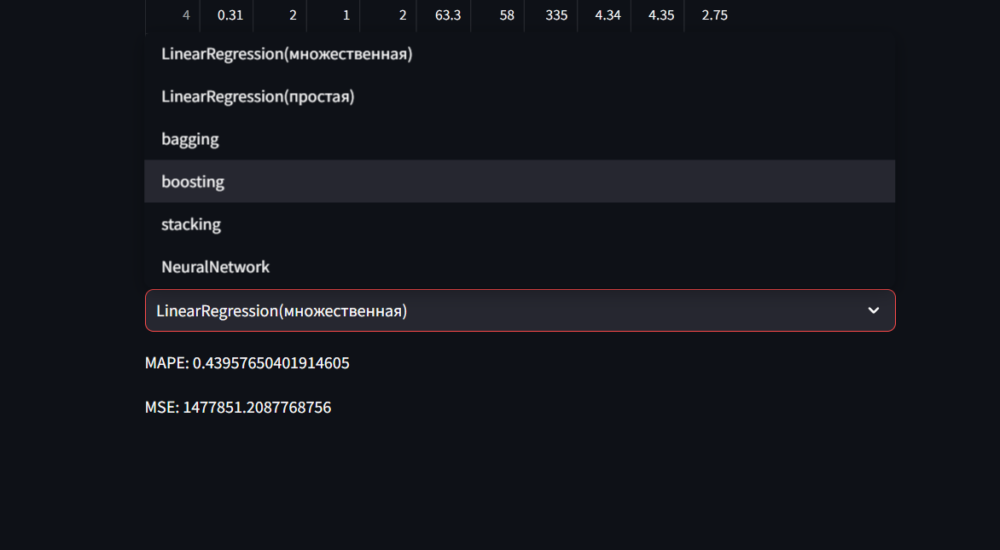 4 0.31 2 1 2 63.3 58 335 4.34 4.35 2.75
LinearRegression(множественная)
LinearRegression(простая)
bagging
boosting
stacking
NeuralNetwork
LinearRegression(множественная)
MAPE: 0.43957650401914605
MSE: 1477851.2087768756